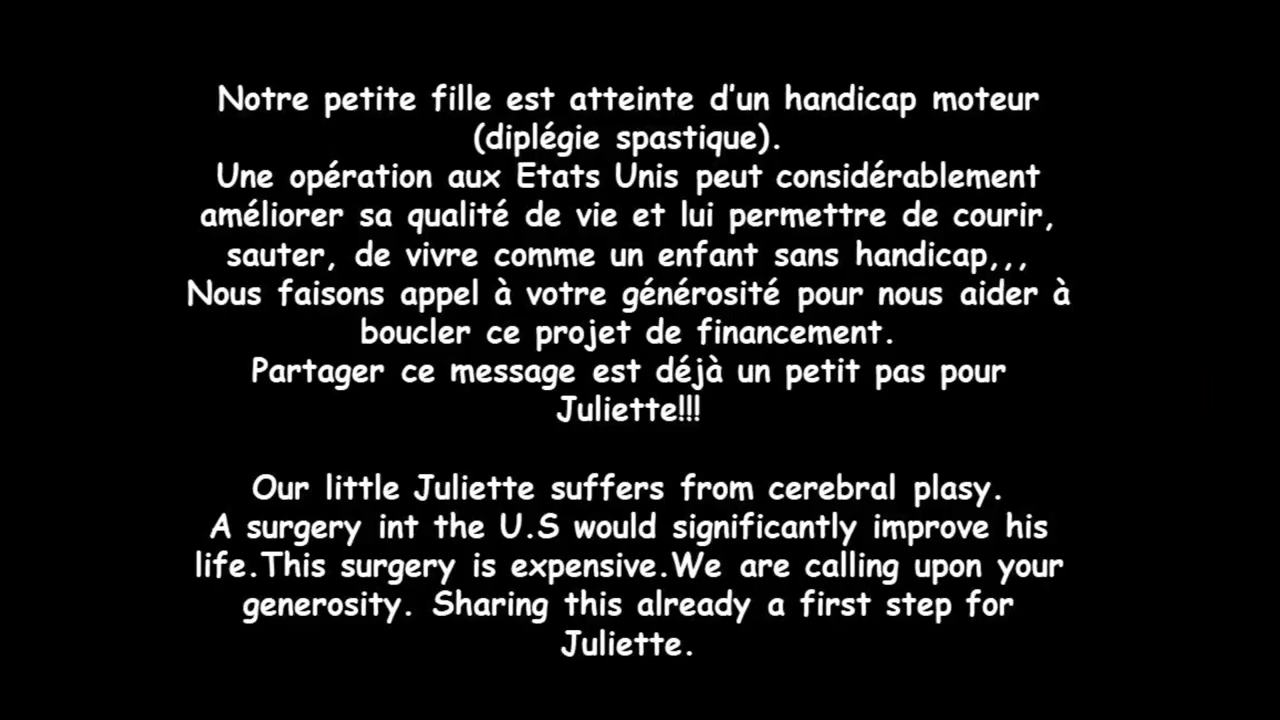 Notre petite fille est atteinte d'un handicap moteur
(diplégie spastique).
Une opération aux Etats Unis peut considérablement
améliorer sa qualité de vie et lui permettre de courir,
sauter, de vivre comme un enfant sans handicap,,,
Nous faisons appel à votre générosité pour nous aider à
boucler ce projet de financement.
Partager ce message est déjà un petit pas pour
Juliette!!!
Our little Juliette suffers from cerebral plasy.
A surgery int the U.S would significantly improve his
life.This surgery is expensive.We are calling upon your
generosity. Sharing this already a first step for
Juliette.